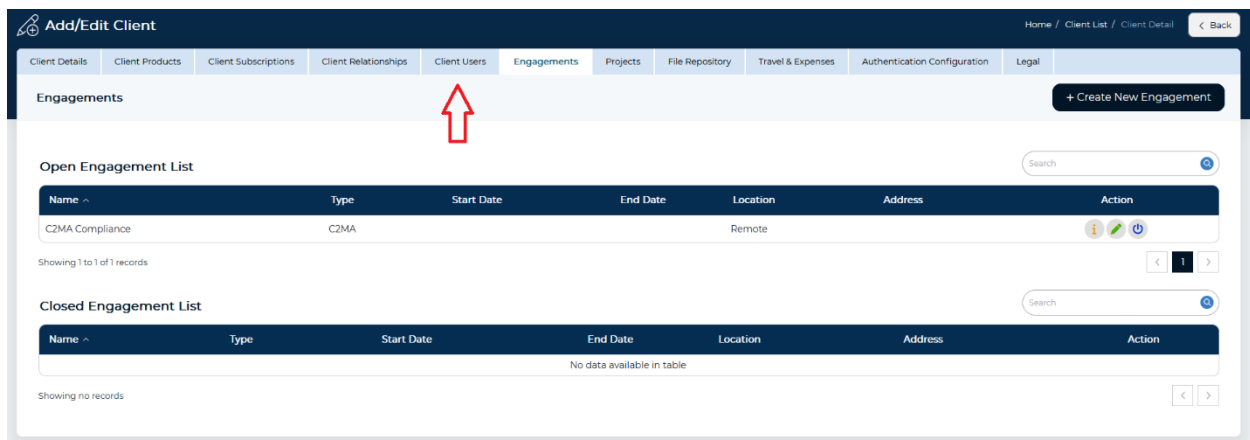 Add/Edit Client
Home / Client List / Client Detail
< Back
Client Details Client Products Client Subscriptions Client Relationships Client Users Engagements Projects File Repository Travel & Expenses Authentication Configuration Legal
Engagements
+ Create New Engagement
Open Engagement List
Search
Name Type Start Date End Date Location Address Action
C2MA Compliance C2MA Remote
Showing 1 to 1 of 1 records
< 1 >
Closed Engagement List
Search
Name Type Start Date End Date Location Address Action
No data available in table
Showing no records
< >